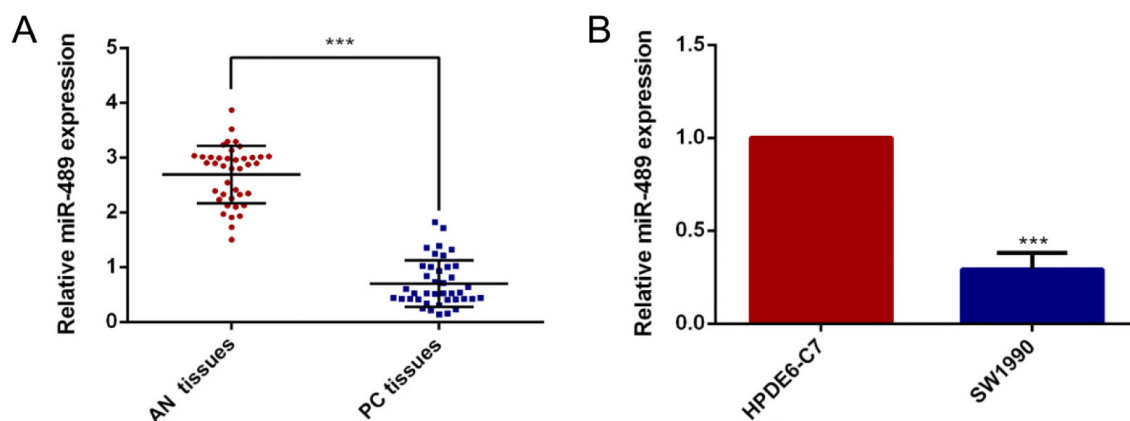 A
Relative miR-489 expression
5
4
3
2
1
0
***
AN tissues
PC tissues
B
Relative miR-489 expression
1.5
1.0
0.5
0.0
***
HPDE6-C7
SW1990